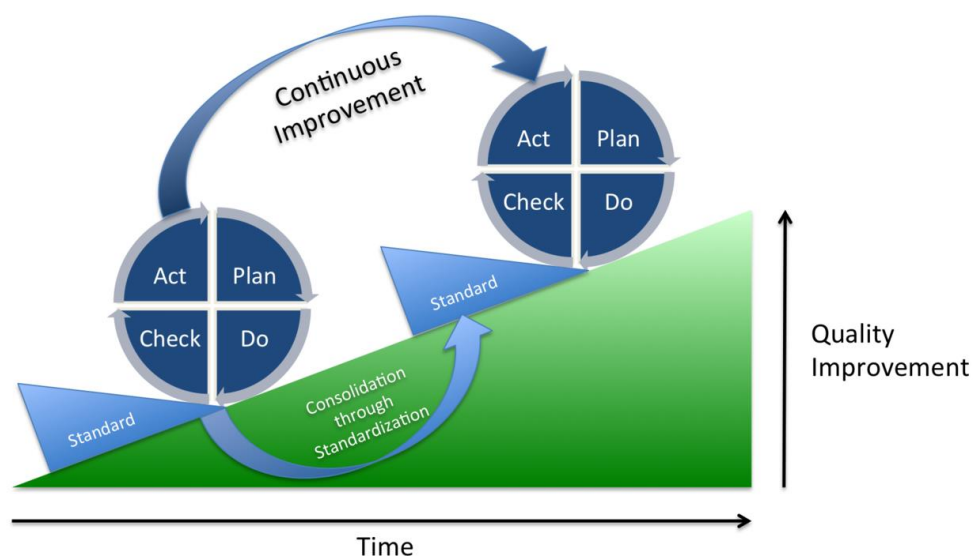 Continuous
Improvement
Act
Plan
Check
Do
Act
Plan
Check
Do
Standard
Standard
Consolidation
through
Standardization
Quality
Improvement
Time